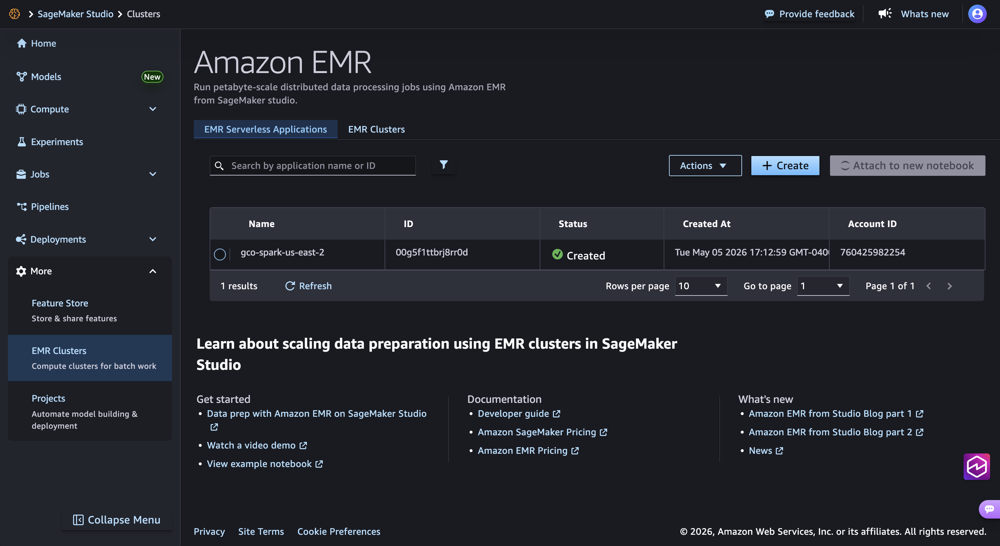 SageMaker Studio Clusters
Provide feedback
Whats new
Home
Models
New
Compute
Experiments
Jobs
Pipelines
Deployments
More
Feature Store
Store & share features
EMR Clusters
Compute clusters for batch work
Projects
Automate model building &
deployment
Collapse Menu
Amazon EMR
Run petabyte-scale distributed data processing jobs using Amazon EMR
from SageMaker studio.
EMR Serverless Applications
EMR Clusters
Search by application name or ID
Actions
+ Create
Attach to new notebook
Name ID Status Created At Account ID
gco-spark-us-east-2 00g5f1ttbrj8rr0d Created Tue May 05 2026 17:12:59 GMT-040 760425982254
1 results
Refresh
Rows per page 10
Go to page 1
Page 1 of 1
Learn about scaling data preparation using EMR clusters in SageMaker
Studio
Get started
• Data prep with Amazon EMR on SageMaker Studio
• Watch a video demo
• View example notebook
Documentation
• Developer guide
• Amazon SageMaker Pricing
• Amazon EMR Pricing
What's new
• Amazon EMR from Studio Blog part 1
• Amazon EMR from Studio Blog part 2
• News
Privacy
Site Terms
Cookie Preferences
© 2026, Amazon Web Services, Inc. or its affiliates. All rights reserved.